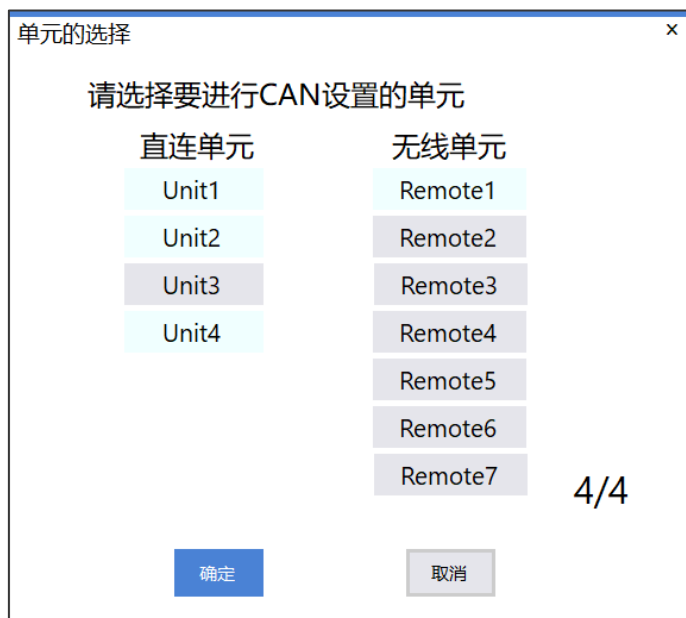 单元的选择 x
请选择要进行CAN设置的单元
直连单元 无线单元
Unit1 Remote1
Unit2 Remote2
Unit3 Remote3
Unit4 Remote4
Remote5
Remote6
Remote7
4/4
确定 取消